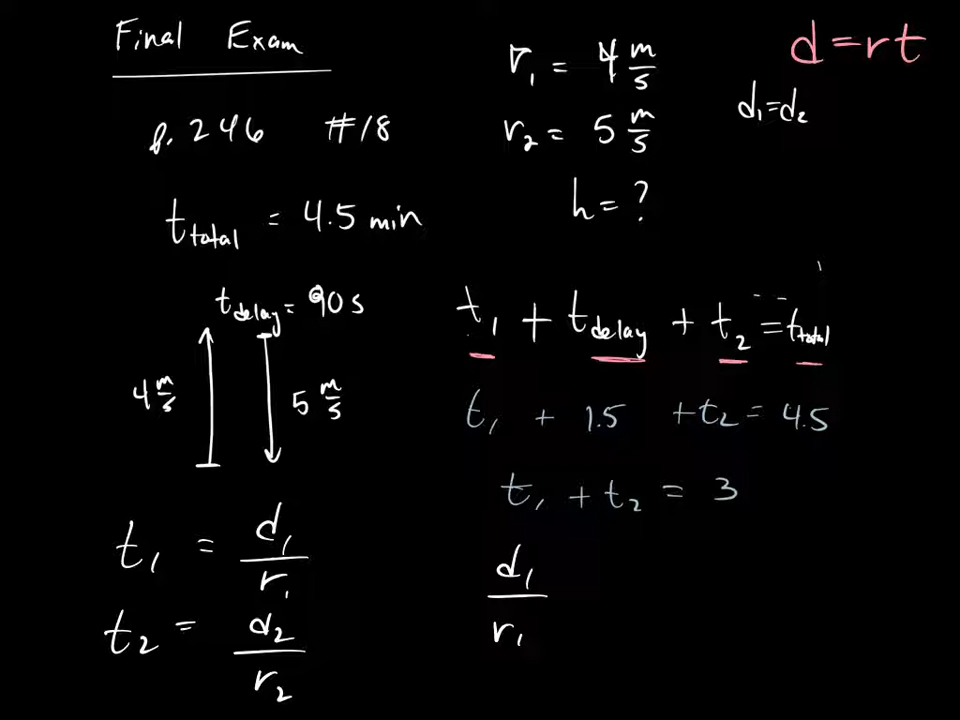 Final Exam
p. 246 #18
t_total = 4.5 min
t_delay = 90 s
4 m/s
5 m/s
t₁ = d₁/r₁
t₂ = d₂/r₂
r₁ = 4 m/s
r₂ = 5 m/s
h = ?
d = rt
d₁=d₂
t₁ + t_delay + t₂ = t_total
t₁ + 1.5 + t₂ = 4.5
t₁ + t₂ = 3
d₁/r₁